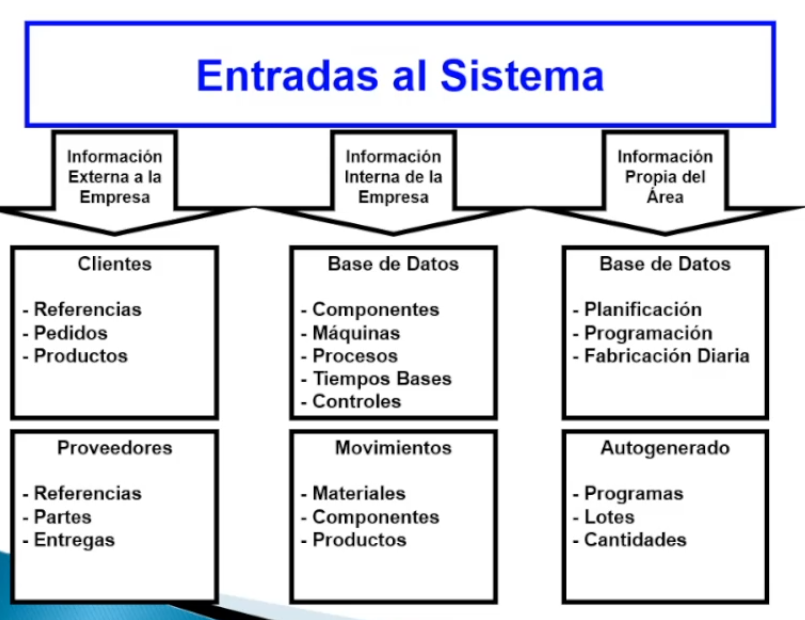 Entradas al Sistema
Información
Externa a la
Empresa
Información
Interna de la
Empresa
Información
Propia del
Área
Clientes
- Referencias
- Pedidos
- Productos
Base de Datos
- Componentes
- Máquinas
- Procesos
- Tiempos Bases
- Controles
Base de Datos
- Planificación
- Programación
- Fabricación Diaria
Proveedores
- Referencias
- Partes
- Entregas
Movimientos
- Materiales
- Componentes
- Productos
Autogenerado
- Programas
- Lotes
- Cantidades